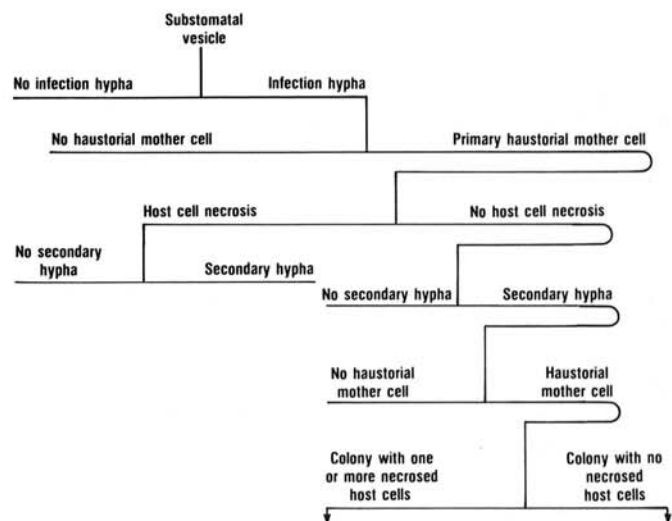 Substomatal
vesicle
No infection hypha
Infection hypha
No haustorial mother cell
Primary haustorial mother cell
Host cell necrosis
No host cell necrosis
No secondary
hypha
Secondary hypha
No secondary hypha
Secondary hypha
No haustorial
mother cell
Haustorial
mother cell
Colony with one
or more necrosed
host cells
Colony with no
necrosed
host cells